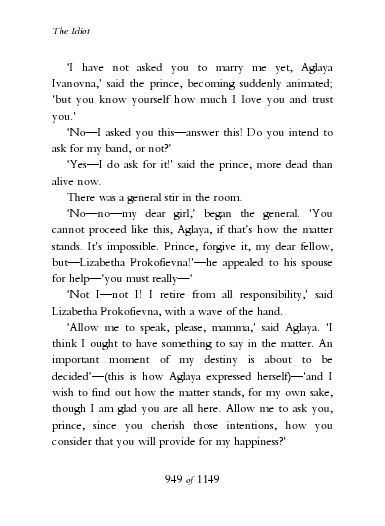 The Idiot
‘I have not asked you to marry me yet, Aglaya
Ivanovna,’ said the prince, becoming suddenly animated;
‘but you know yourself how much I love you and trust
you.’
‘No—I asked you this—answer this! Do you intend to
ask for my band, or not?’
‘Yes—I do ask for it!’ said the prince, more dead than
alive now.
There was a general stir in the room.
‘No—no—my dear girl,’ began the general. ‘You
cannot proceed like this, Aglaya, if that’s how the matter
stands. It’s impossible. Prince, forgive it, my dear fellow,
but—Lizabetha Prokofievna!’—he appealed to his spouse
for help—‘you must really—‘
‘Not I—not I! I retire from all responsibility,’ said
Lizabetha Prokofievna, with a wave of the hand.
‘Allow me to speak, please, mamma,’ said Aglaya. ‘I
think I ought to have something to say in the matter. An
important moment of my destiny is about to be
decided’—(this is how Aglaya expressed herself)—‘and I
wish to find out how the matter stands, for my own sake,
though I am glad you are all here. Allow me to ask you,
prince, since you cherish those intentions, how you
consider that you will provide for my happiness?’
949 of 1149